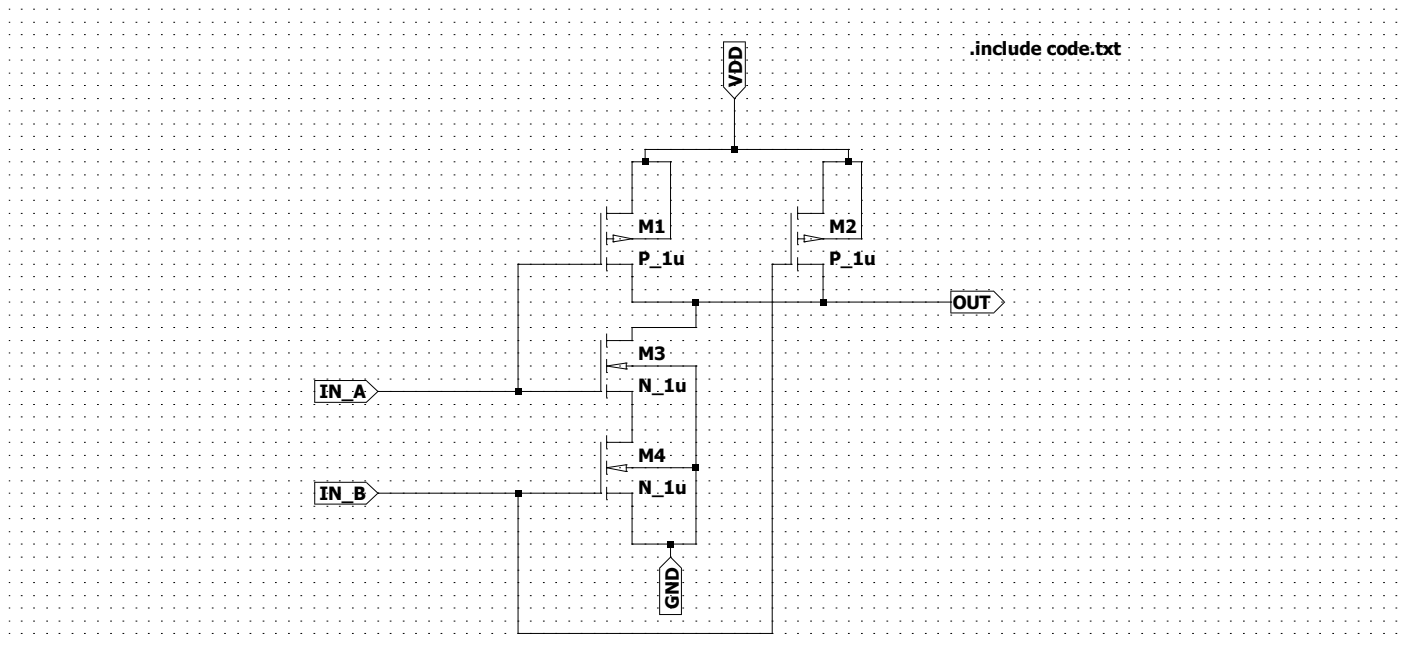 .include code.txt
VDD
M1
P_1u
M2
P_1u
OUT
M3
N_1u
IN_A
M4
N_1u
IN_B
GND